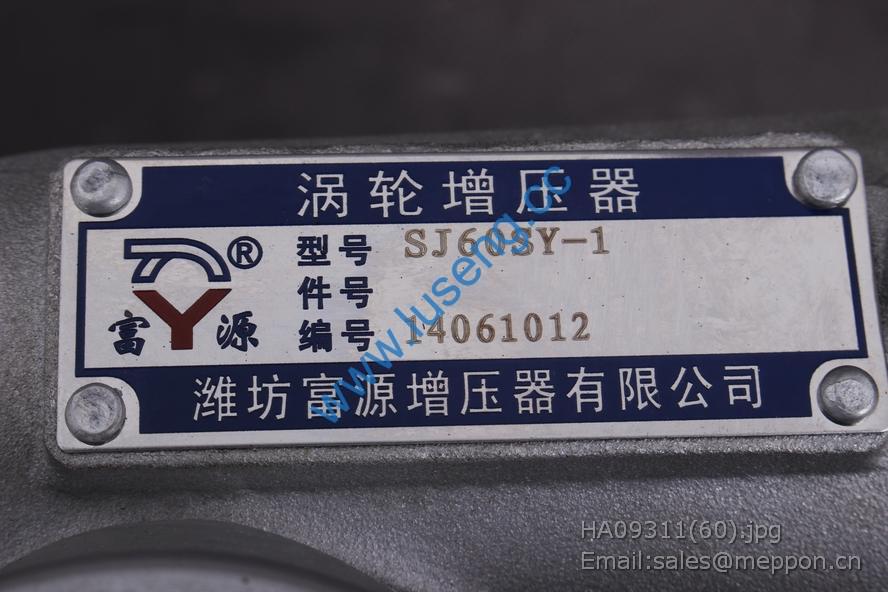 涡轮增压器
®
型号 SJ60SY-1
件号
富源
编号 14061012
潍坊富源增压器有限公司
www.luseng.cc
HA09311(60).jpg
Email:sales@meppon.cn